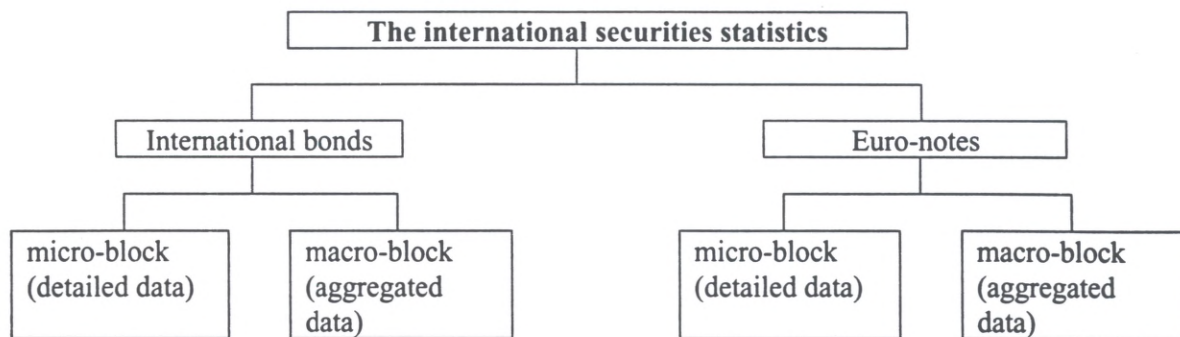 The international securities statistics
International bonds
Euro-notes
micro-block
(detailed data)
macro-block
(aggregated
data)
micro-block
(detailed data)
macro-block
(aggregated
data)